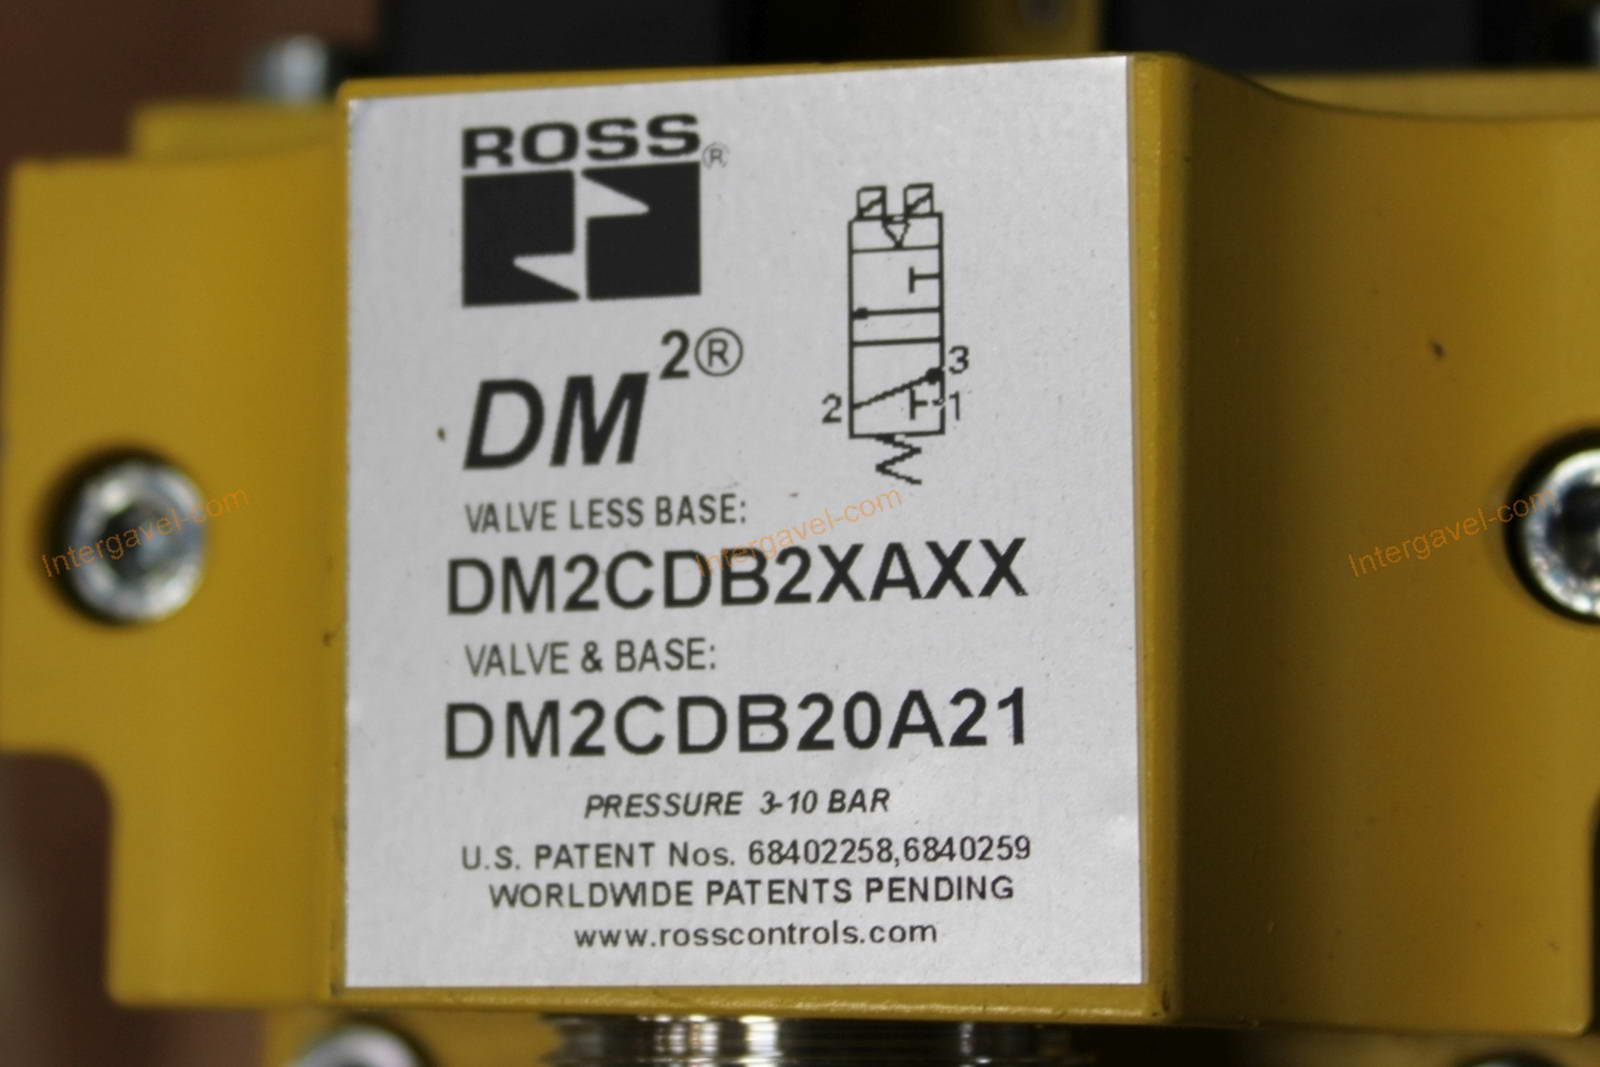 ROSS®
DM2®
3
2
1
VALVE LESS BASE:
DM2CDB2XAXX
VALVE & BASE:
DM2CDB20A21
PRESSURE 3-10 BAR
U.S. PATENT Nos. 68402258,6840259
WORLDWIDE PATENTS PENDING
www.rosscontrols.com
Intergavel-com
Intergavel-com
Intergavel-com